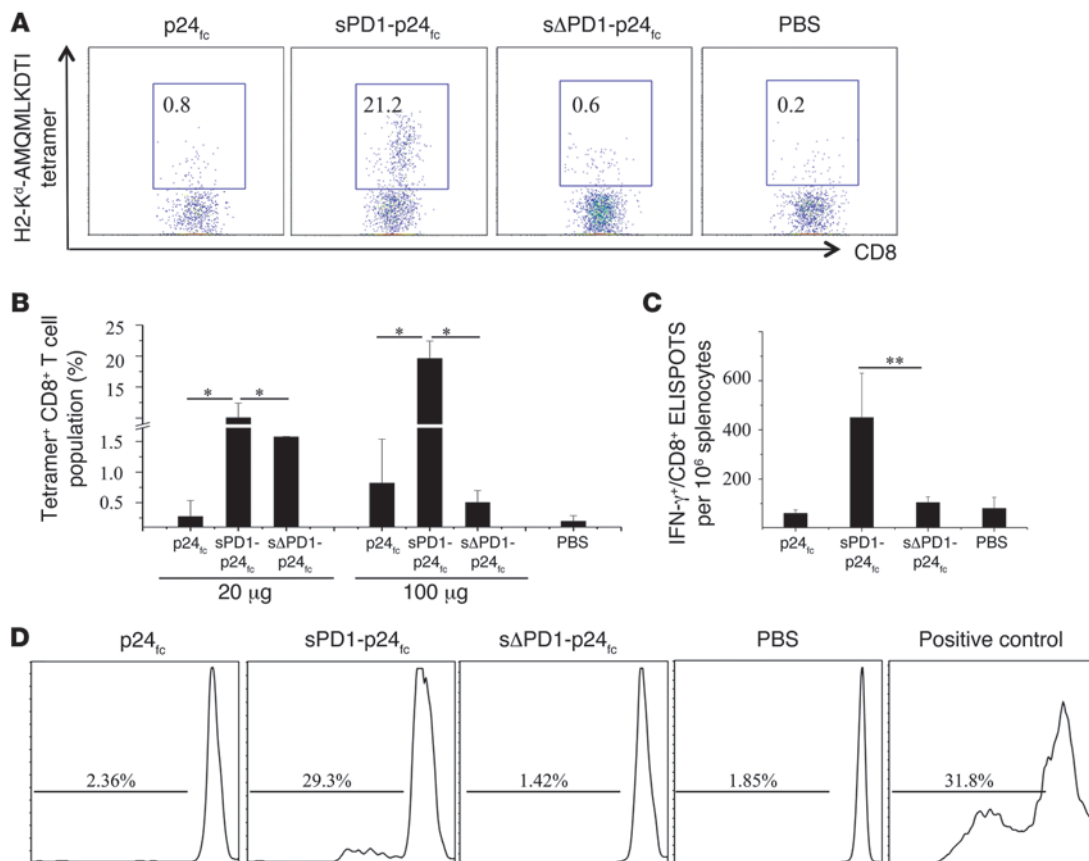 A
p24fc
sPD1-p24fc
sΔPD1-p24fc
PBS
H2-Kᵈ-AMQMLKDTI
tetramer
0.8
21.2
0.6
0.2
CD8
B
Tetramer⁺ CD8⁺ T cell
population (%)
25
20
15
1.5
1.0
0.5
*
*
*
*
p24fc
sPD1-
p24fc
sΔPD1-
p24fc
p24fc
sPD1-
p24fc
sΔPD1-
p24fc
PBS
20 µg
100 µg
C
IFN-γ⁺/CD8⁺ ELISPOTS
per 10⁶ splenocytes
600
400
200
**
p24fc
sPD1-
p24fc
sΔPD1-
p24fc
PBS
D
p24fc
sPD1-p24fc
sΔPD1-p24fc
PBS
Positive control
2.36%
29.3%
1.42%
1.85%
31.8%